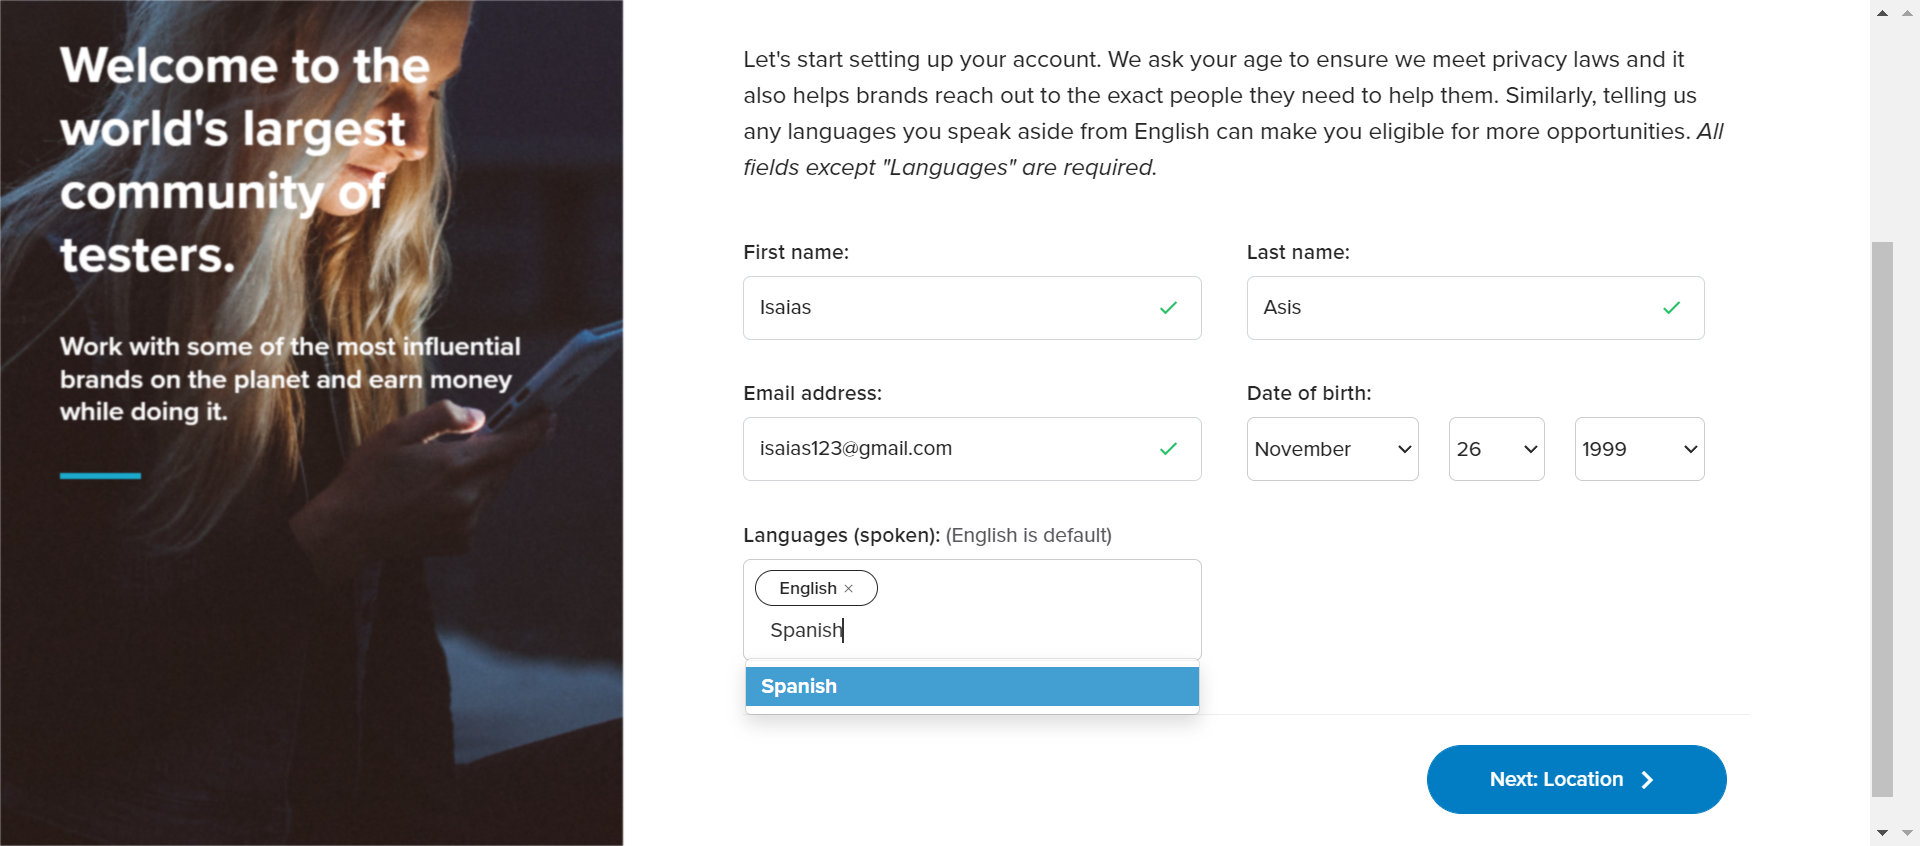 Welcome to the
world's largest
community of
testers.
Work with some of the most influential
brands on the planet and earn money
while doing it.
Let's start setting up your account. We ask your age to ensure we meet privacy laws and it
also helps brands reach out to the exact people they need to help them. Similarly, telling us
any languages you speak aside from English can make you eligible for more opportunities. All
fields except "Languages" are required.
First name:
Last name:
Isaias
Asis
Email address:
Date of birth:
isaias123@gmail.com
November
26
1999
Languages (spoken): (English is default)
English ×
Spanish
Spanish
Next: Location